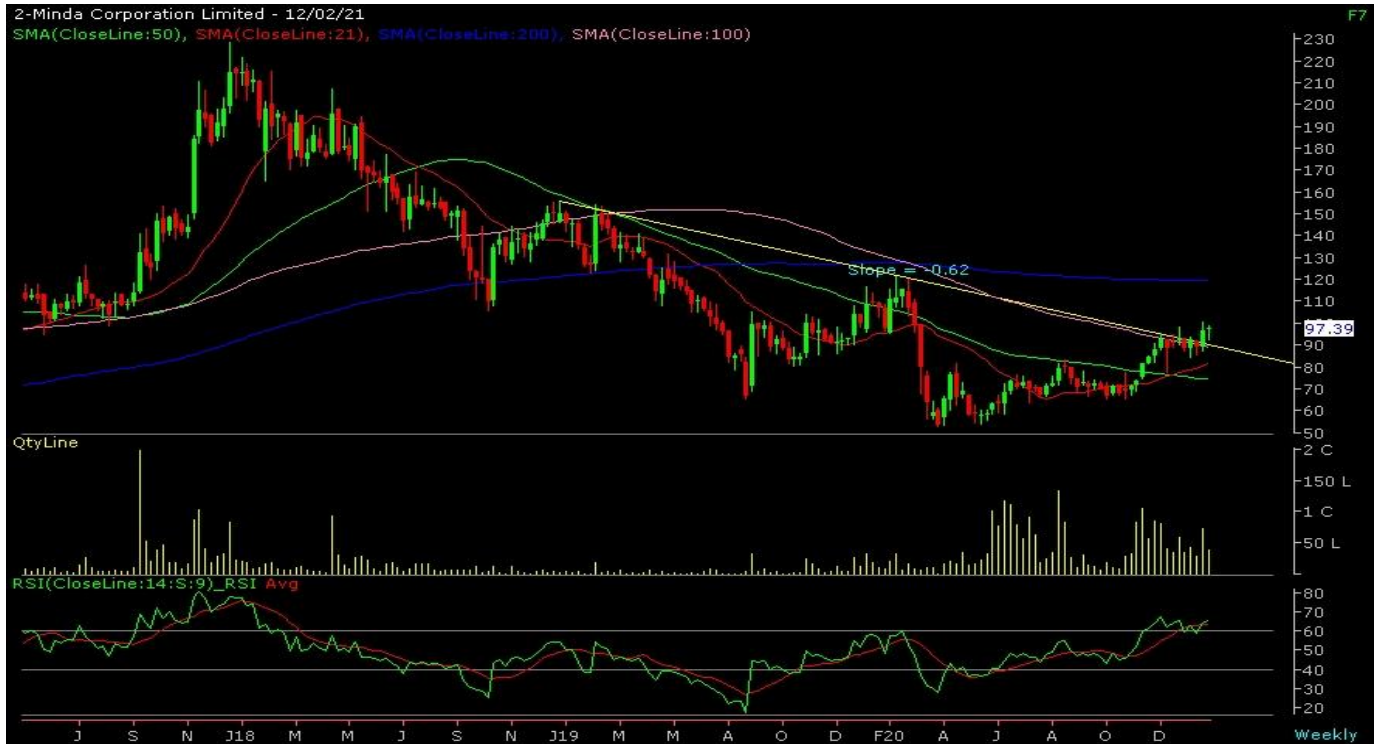 2-Minda Corporation Limited - 12/02/21
F7
SMA(CloseLine:50), SMA(CloseLine:21), SMA(CloseLine:200), SMA(CloseLine:100)
230
220
210
200
190
180
170
160
150
140
130
120
110
97.39
90
80
70
60
50
Slope = -0.62
QtyLine
2 C
150 L
1 C
50 L
RSI(CloseLine:14:S:9)_RSI Avg
80
70
60
50
40
30
20
J S N J18 M M J S N J19 M M A O D F20 A J A O D
Weekly